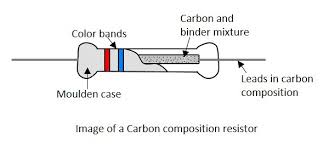 Color bands
Carbon and
binder mixture
Moulden case
Leads in carbon
composition
Image of a Carbon composition resistor